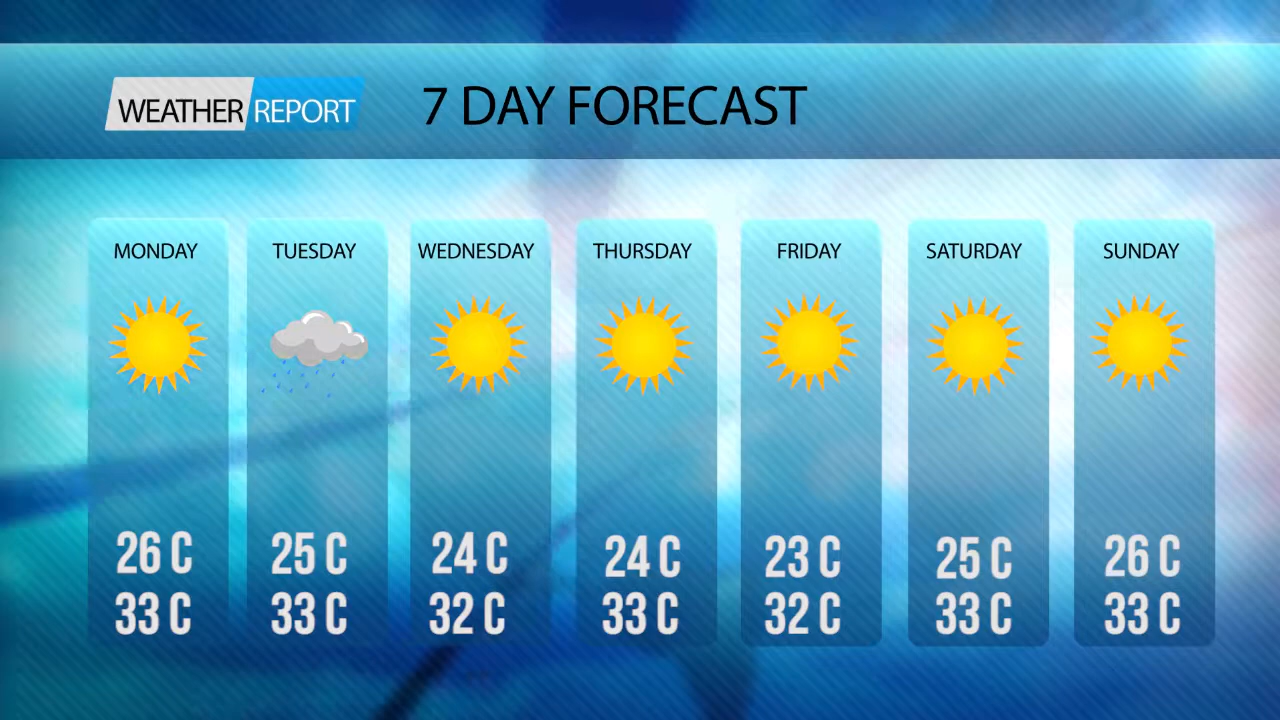 WEATHER REPORT
7 DAY FORECAST
MONDAY
26 C
33 C
TUESDAY
25 C
33 C
WEDNESDAY
24 C
32 C
THURSDAY
24 C
33 C
FRIDAY
23 C
32 C
SATURDAY
25 C
33 C
SUNDAY
26 C
33 C